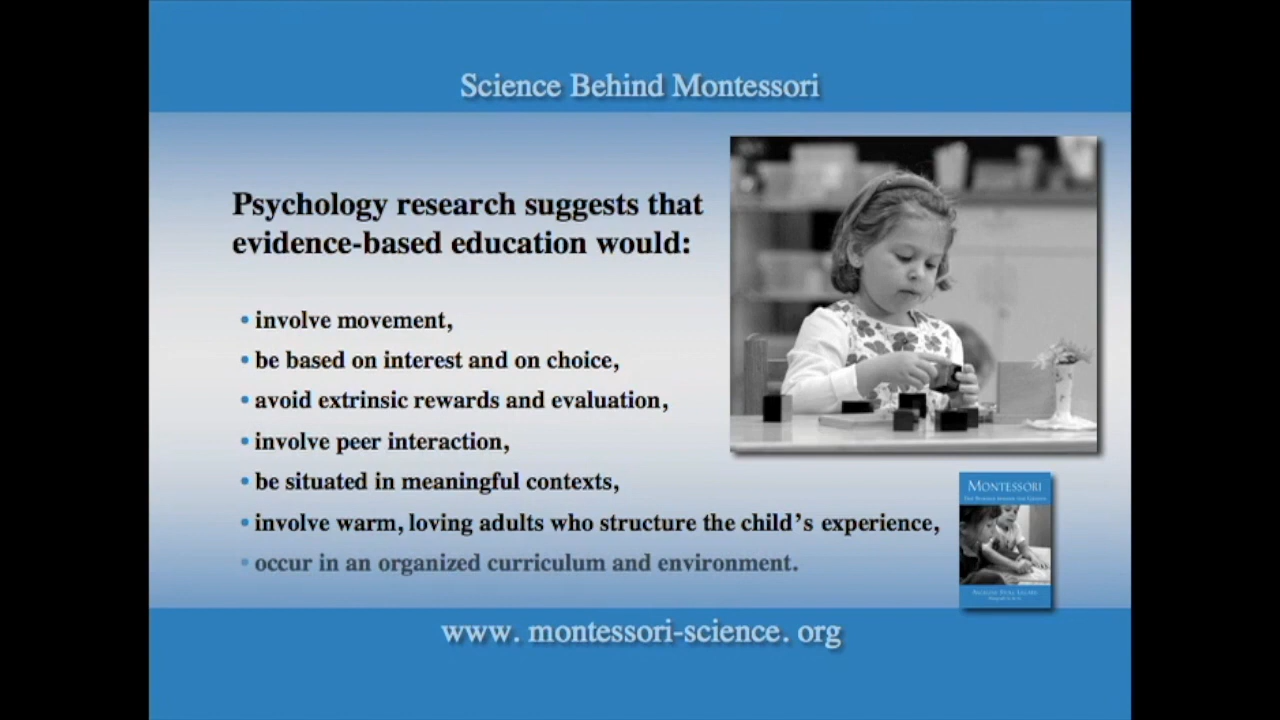 Science Behind Montessori
Psychology research suggests that
evidence-based education would:
• involve movement,
• be based on interest and on choice,
• avoid extrinsic rewards and evaluation,
• involve peer interaction,
• be situated in meaningful contexts,
• involve warm, loving adults who structure the child's experience,
• occur in an organized curriculum and environment.
MONTESSORI
www. montessori-science. org